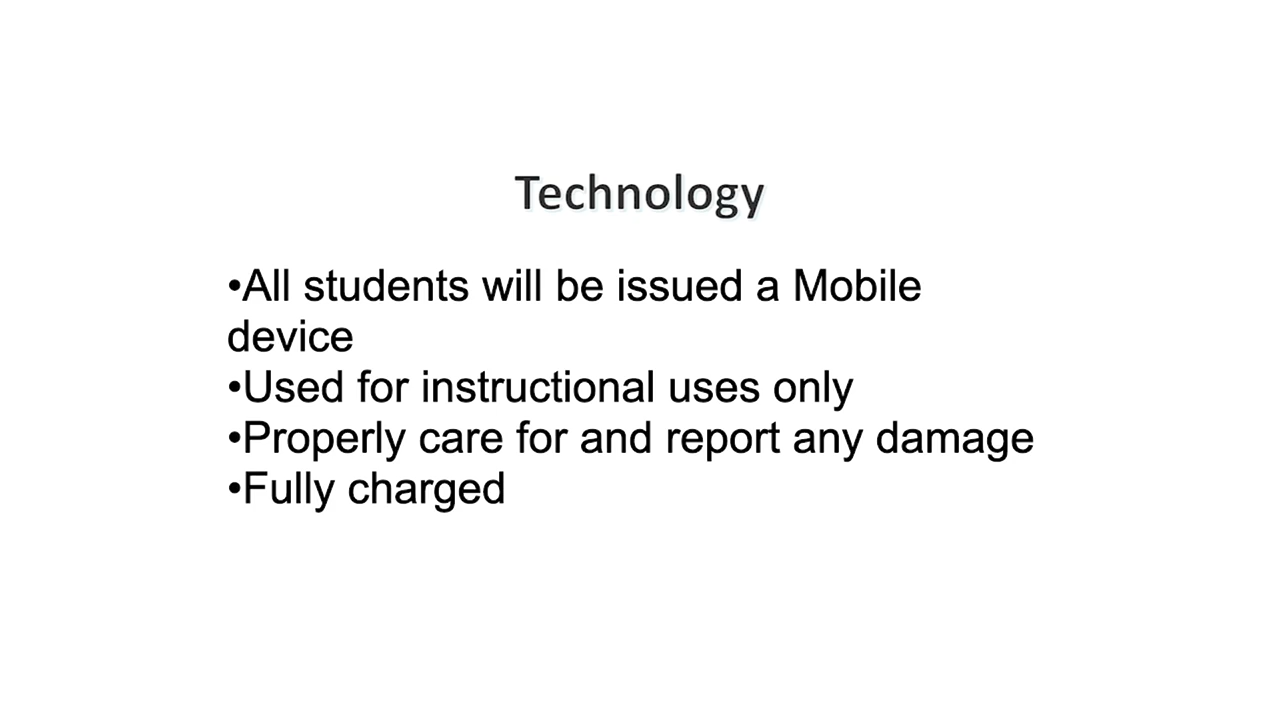 Technology
•All students will be issued a Mobile
device
•Used for instructional uses only
•Properly care for and report any damage
•Fully charged